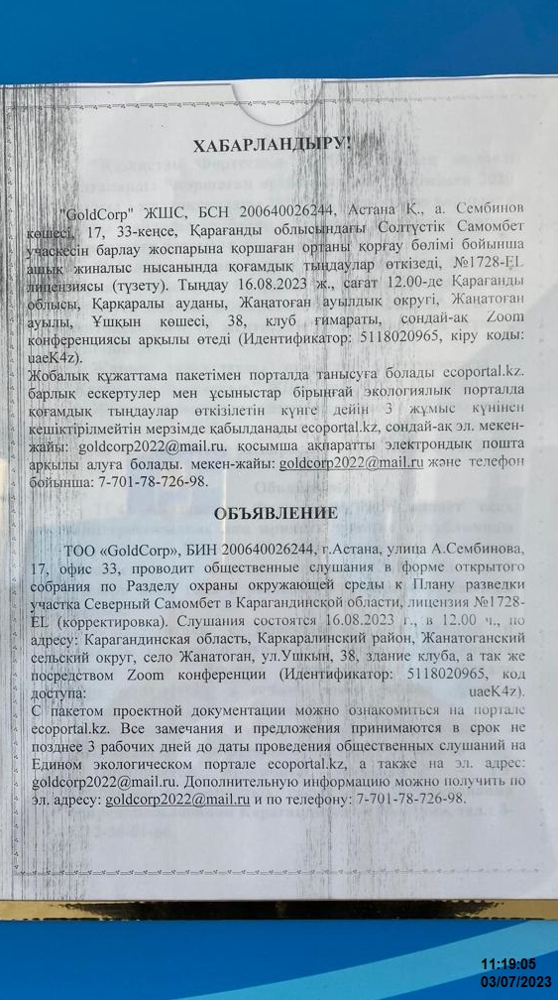 ХАБАРЛАНДЫРУ!
"GoldCorp" ЖШС, БСН 200640026244, Астана Қ., а. Сембинов
көшесі, 17, 33-кеңсе, Қарағанды облысындағы Солтүстік Самомбет
учаскесін барлау жоспарына қоршаған ортаны қорғау бөлімі бойынша
ашық жиналыс нысанында қоғамдық тыңдаулар өткізеді, №1728-EL
лицензиясы (түзету). Тыңдау 16.08.2023 ж., сағат 12.00-де Қарағанды
облысы, Қарқаралы ауданы, Жаңатоған ауылдық округі, Жаңатоған
ауылы, Ұшқын көшесі, 38, клуб ғимараты, сондай-ақ Zoom
конференциясы арқылы өтеді (Идентификатор: 5118020965, кіру коды:
uaeK4z).
Жобалық құжаттама пакетімен порталда танысуға болады ecoportal.kz.
барлық ескертулер мен ұсыныстар бірыңғай экологиялық порталда
қоғамдық тыңдаулар өткізілетін күнге дейін 3 жұмыс күнінен
кешіктірілмейтін мерзімде қабылданады ecoportal.kz, сондай-ақ эл. мекен-
жайы: goldcorp2022@mail.ru. қосымша ақпаратты электрондық пошта
арқылы алуға болады. мекен-жайы: goldcorp2022@mail.ru және телефон
бойынша: 7-701-78-726-98.
ОБЪЯВЛЕНИЕ
ТОО «GoldCorp», БИН 200640026244, г.Астана, улица А.Сембинова,
17, офис 33, проводит общественные слушания в форме открытого
собрания по Разделу охраны окружающей среды к Плану разведки
участка Северный Самомбет в Карагандинской области, лицензия №1728-
EL (корректировка). Слушания состоятся 16.08.2023 г., в 12.00 ч., по
адресу: Карагандинская область, Каркаралинский район, Жанатоганский
сельский округ, село Жанатоган, ул.Ушкын, 38, здание клуба, а так же
посредством Zoom конференции (Идентификатор: 5118020965, код
доступа: uaeK4z).
С пакетом проектной документации можно ознакомиться на портале
ecoportal.kz. Все замечания и предложения принимаются в срок не
позднее 3 рабочих дней до даты проведения общественных слушаний на
Едином экологическом портале ecoportal.kz, а также на эл. адрес:
goldcorp2022@mail.ru. Дополнительную информацию можно получить по
эл. адресу: goldcorp2022@mail.ru и по телефону: 7-701-78-726-98.
11:19:05
03/07/2023